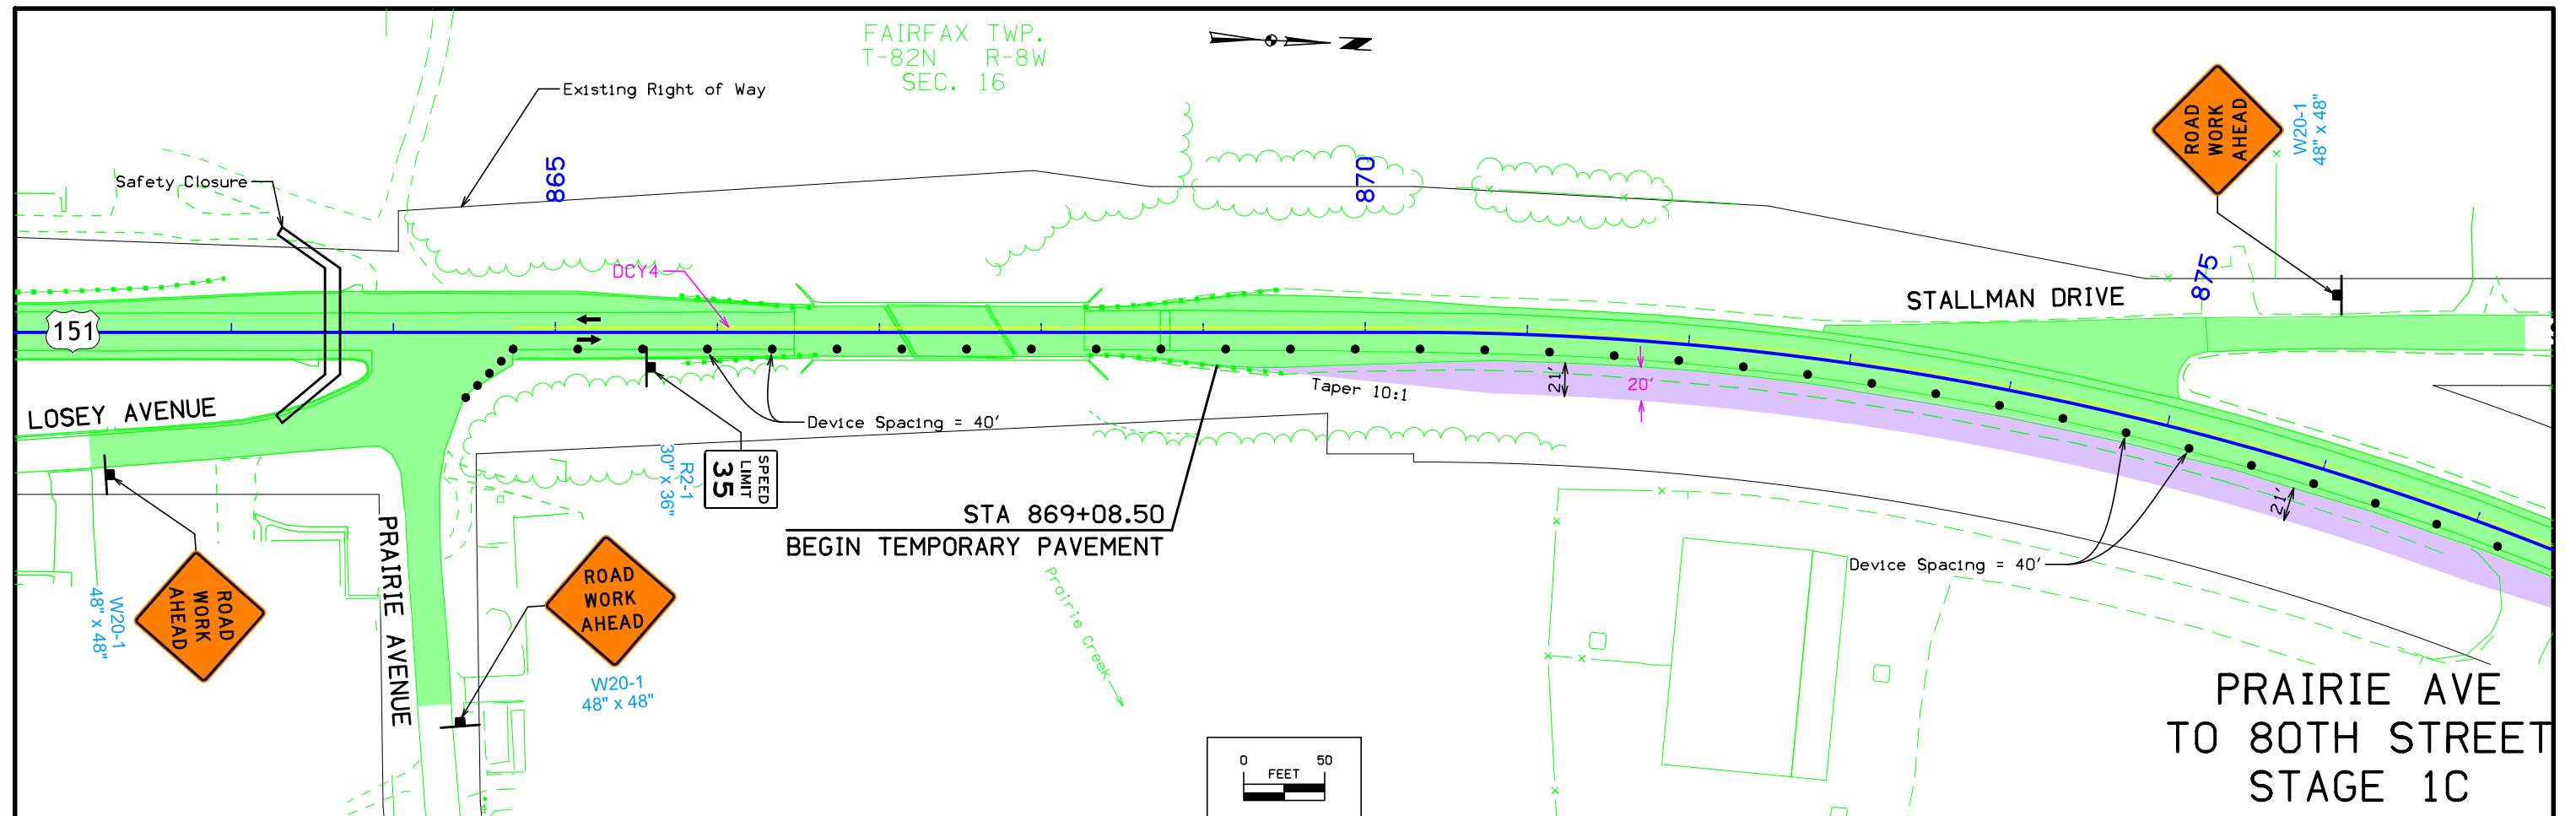 FAIRFAX TWP.
T-82N R-8W
SEC. 16
N
Existing Right of Way
Safety Closure
865
870
875
ROAD
WORK
AHEAD
W20-1
48" x 48"
DCY4
STALLMAN DRIVE
151
LOSEY AVENUE
Device Spacing = 40'
Taper 10:1
21'
20'
SPEED
LIMIT
35
R2-1
30" x 36"
STA 869+08.50
BEGIN TEMPORARY PAVEMENT
21'
Device Spacing = 40'
ROAD
WORK
AHEAD
W20-1
48" x 48"
PRAIRIE AVENUE
ROAD
WORK
AHEAD
W20-1
48" x 48"
Prairie Creek
0 50
FEET
PRAIRIE AVE
TO 80TH STREET
STAGE 1C